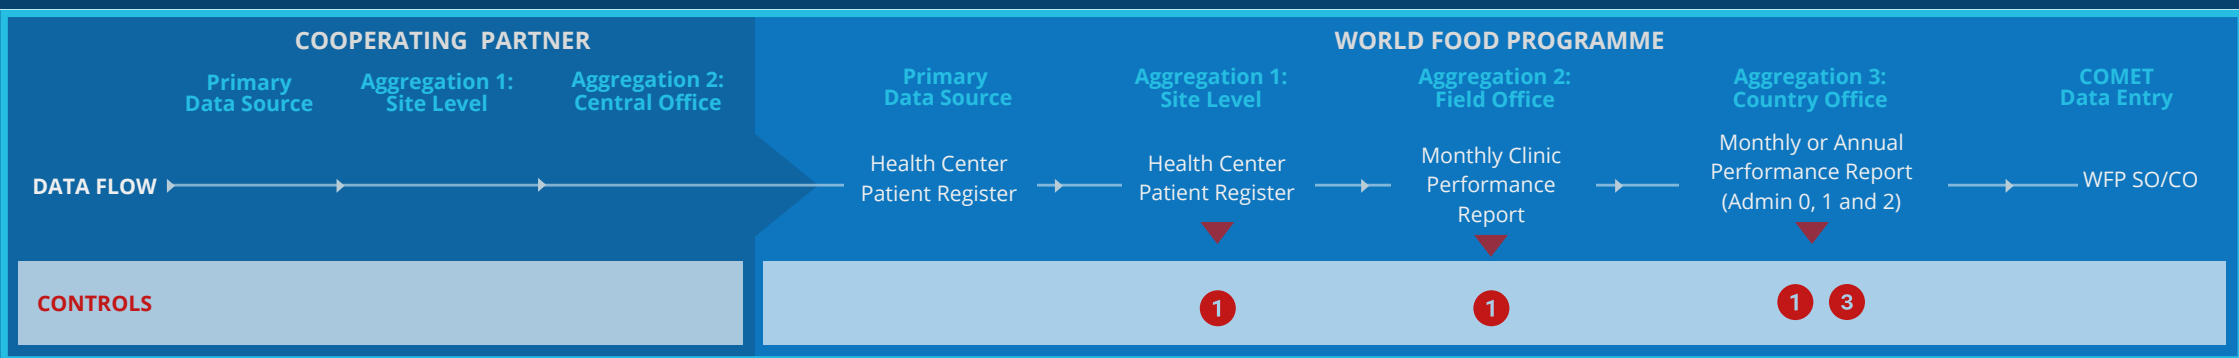 COOPERATING PARTNER
Primary
Data Source
Aggregation 1:
Site Level
Aggregation 2:
Central Office
WORLD FOOD PROGRAMME
Primary
Data Source
Aggregation 1:
Site Level
Aggregation 2:
Field Office
Aggregation 3:
Country Office
COMET
Data Entry
DATA FLOW
Health Center
Patient Register
Health Center
Patient Register
Monthly Clinic
Performance
Report
Monthly or Annual
Performance Report
(Admin 0, 1 and 2)
WFP SO/CO
CONTROLS
1
1
1 3